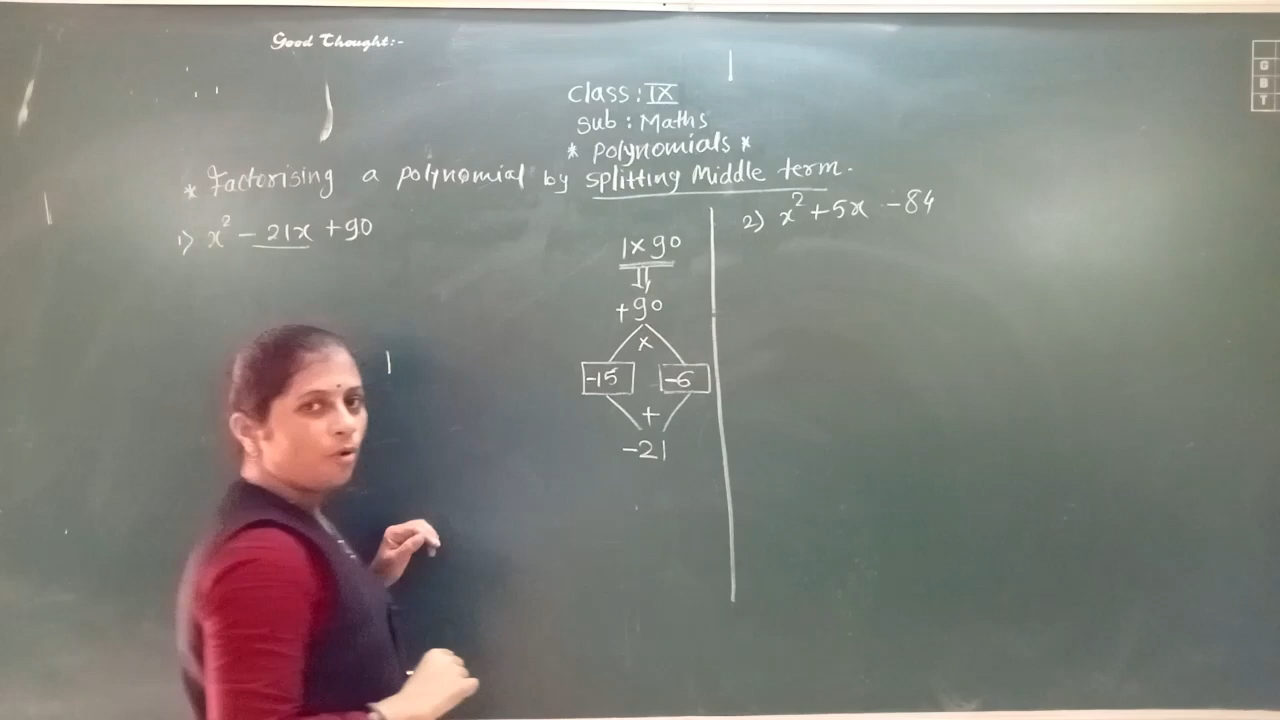 Good Thought:-
Class : IX
Sub : Maths
* Polynomials *
* Factorising a polynomial by splitting Middle term.
1) x² - 21x + 90
1 x 90
⇓
+90
x
-15 -6
+
-21
2) x² + 5x - 84
G
B
T